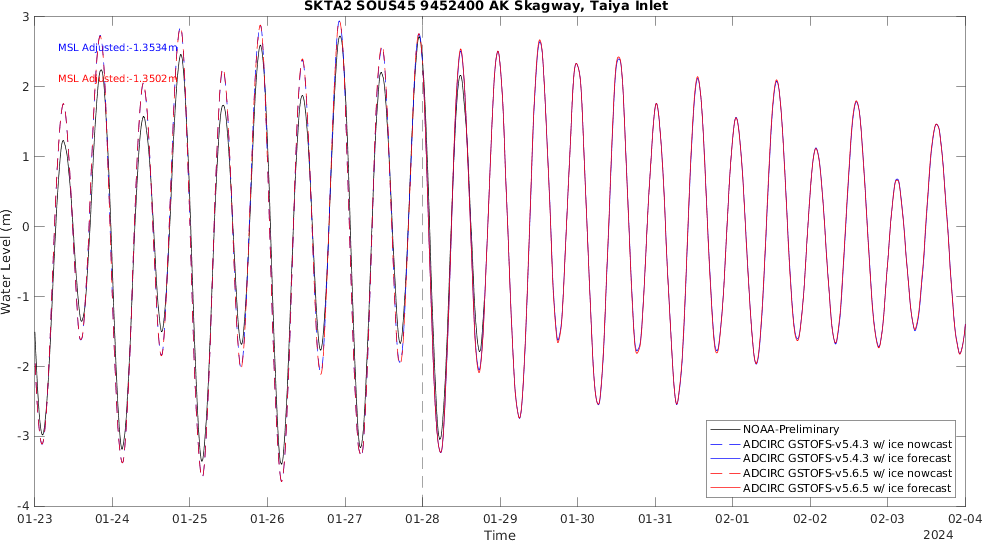 SKTA2 SOUS45 9452400 AK Skagway, Taiya Inlet
3
2
1
0
-1
-2
-3
-4
Water Level (m)
MSL Adjusted:-1.3534m
MSL Adjusted:-1.3502m
NOAA-Preliminary
ADCIRC GSTOFS-v5.4.3 w/ ice nowcast
ADCIRC GSTOFS-v5.4.3 w/ ice forecast
ADCIRC GSTOFS-v5.6.5 w/ ice nowcast
ADCIRC GSTOFS-v5.6.5 w/ ice forecast
01-23 01-24 01-25 01-26 01-27 01-28 01-29 01-30 01-31 02-01 02-02 02-03 02-04
Time
2024